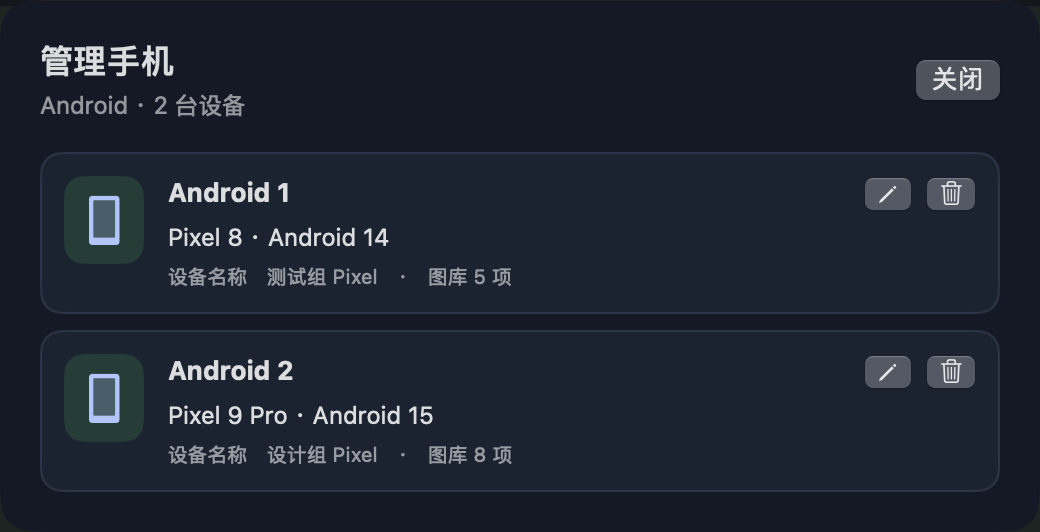 管理手机
Android · 2 台设备
关闭
Android 1
Pixel 8 · Android 14
设备名称 测试组 Pixel · 图库 5 项
Android 2
Pixel 9 Pro · Android 15
设备名称 设计组 Pixel · 图库 8 项